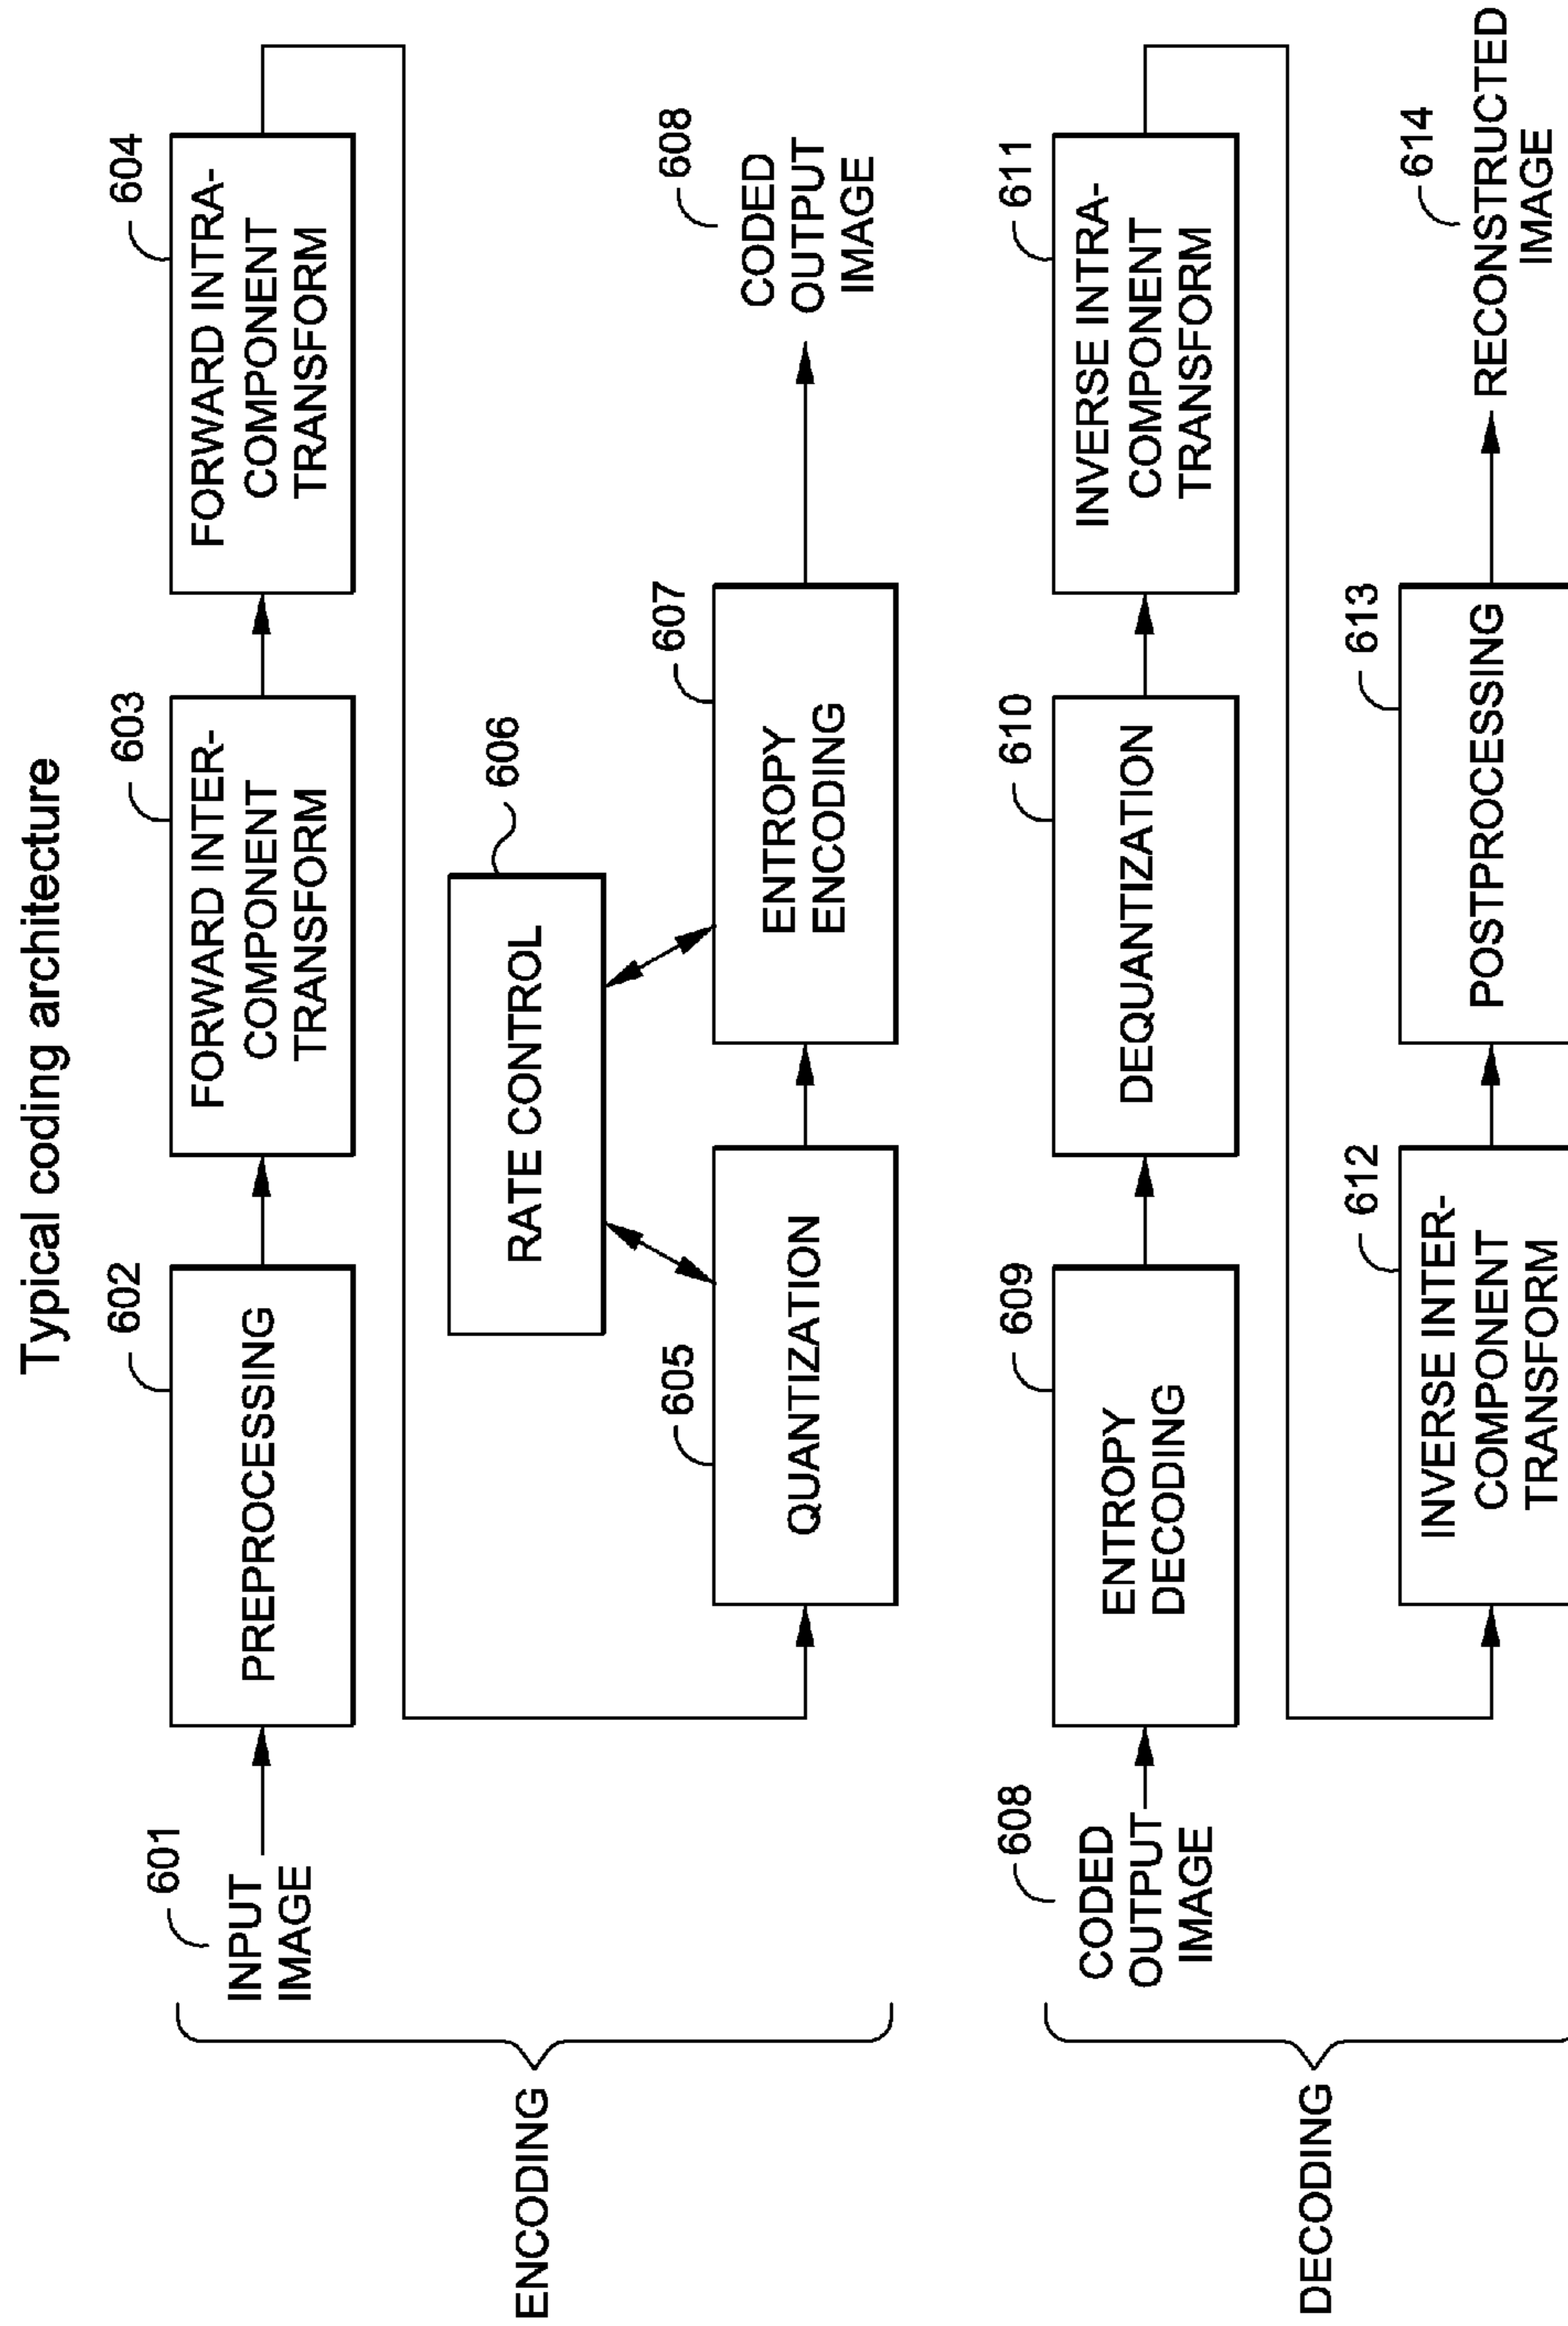 Typical coding architecture
ENCODING
601
INPUT
IMAGE
602
PREPROCESSING
603
FORWARD INTER-
COMPONENT
TRANSFORM
604
FORWARD INTRA-
COMPONENT
TRANSFORM
606
RATE CONTROL
605
QUANTIZATION
607
ENTROPY
ENCODING
608
CODED
OUTPUT
IMAGE
DECODING
608
CODED
OUTPUT
IMAGE
609
ENTROPY
DECODING
610
DEQUANTIZATION
611
INVERSE INTRA-
COMPONENT
TRANSFORM
612
INVERSE INTER-
COMPONENT
TRANSFORM
613
POSTPROCESSING
614
RECONSTRUCTED
IMAGE